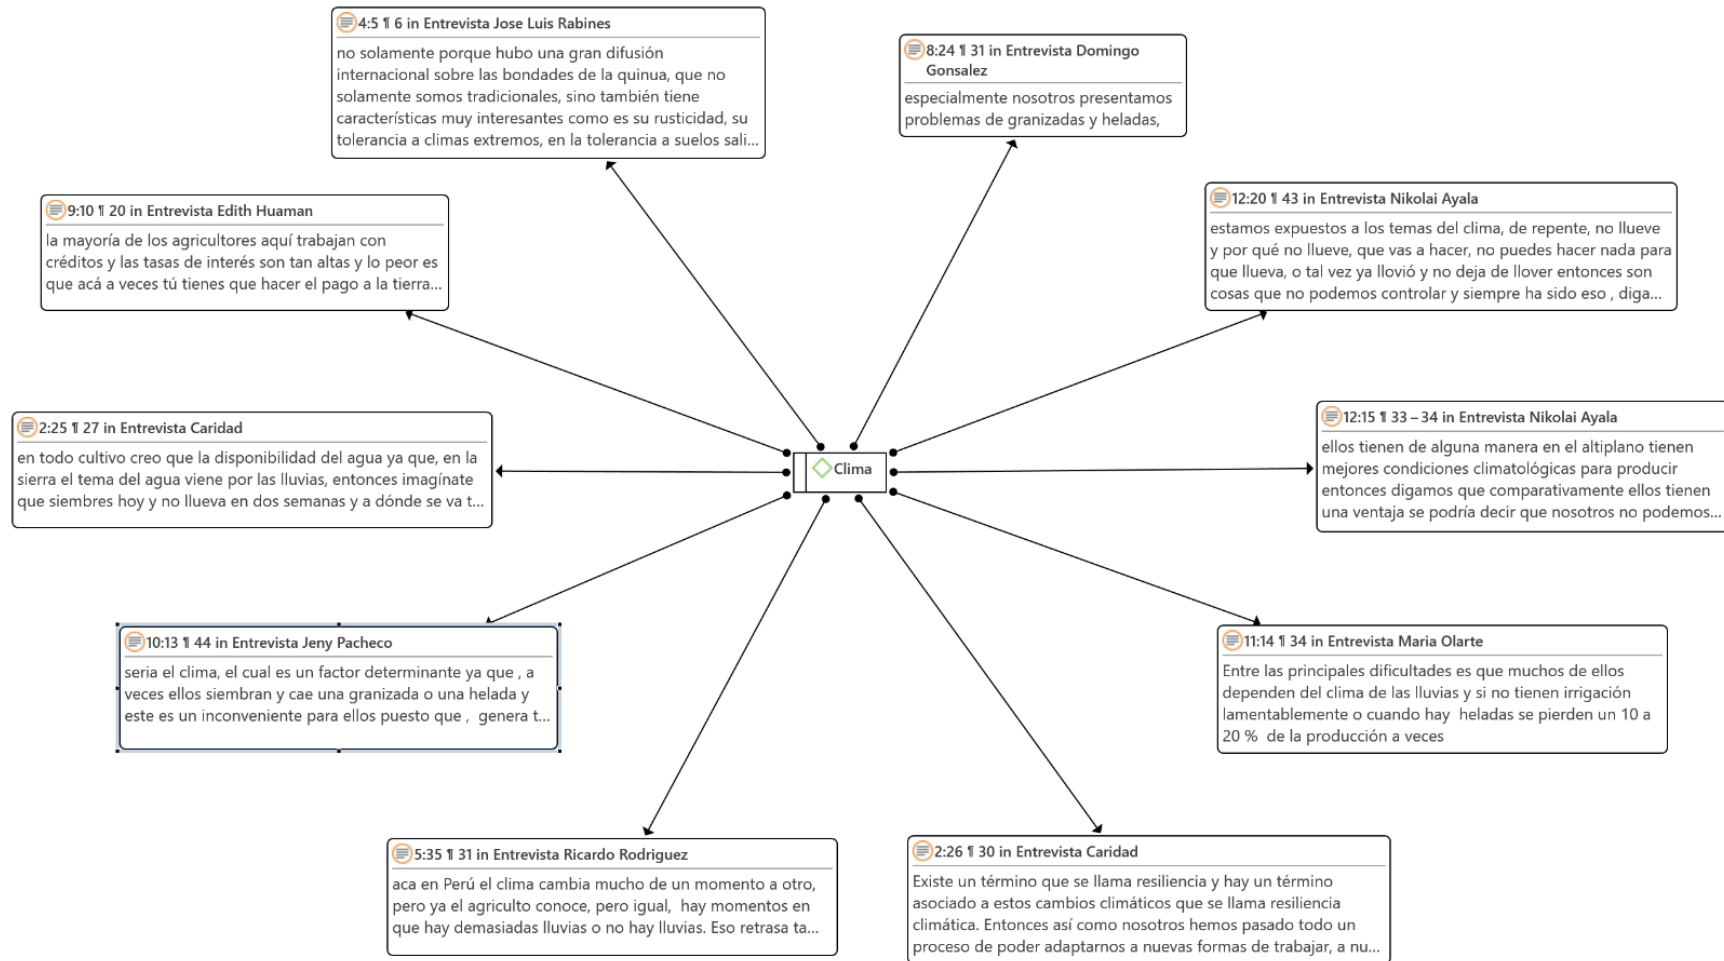 4:5 ¶ 6 in Entrevista Jose Luis Rabines
no solamente porque hubo una gran difusión
internacional sobre las bondades de la quinua, que no
solamente somos tradicionales, sino también tiene
características muy interesantes como es su rusticidad, su
tolerancia a climas extremos, en la tolerancia a suelos sali...
8:24 ¶ 31 in Entrevista Domingo
Gonsalez
especialmente nosotros presentamos
problemas de granizadas y heladas,
9:10 ¶ 20 in Entrevista Edith Huaman
la mayoría de los agricultores aquí trabajan con
créditos y las tasas de interés son tan altas y lo peor es
que acá a veces tú tienes que hacer el pago a la tierra...
12:20 ¶ 43 in Entrevista Nikolai Ayala
estamos expuestos a los temas del clima, de repente, no llueve
y por qué no llueve, que vas a hacer, no puedes hacer nada para
que llueva, o tal vez ya llovió y no deja de llover entonces son
cosas que no podemos controlar y siempre ha sido eso , diga...
2:25 ¶ 27 in Entrevista Caridad
en todo cultivo creo que la disponibilidad del agua ya que, en la
sierra el tema del agua viene por las lluvias, entonces imagínate
que siembres hoy y no llueva en dos semanas y a dónde se va t...
Clima
12:15 ¶ 33 – 34 in Entrevista Nikolai Ayala
ellos tienen de alguna manera en el altiplano tienen
mejores condiciones climatológicas para producir
entonces digamos que comparativamente ellos tienen
una ventaja se podría decir que nosotros no podemos...
10:13 ¶ 44 in Entrevista Jeny Pacheco
seria el clima, el cual es un factor determinante ya que , a
veces ellos siembran y cae una granizada o una helada y
este es un inconveniente para ellos puesto que , genera t...
11:14 ¶ 34 in Entrevista Maria Olarte
Entre las principales dificultades es que muchos de ellos
dependen del clima de las lluvias y si no tienen irrigación
lamentablemente o cuando hay heladas se pierden un 10 a
20 % de la producción a veces
5:35 ¶ 31 in Entrevista Ricardo Rodriguez
aca en Perú el clima cambia mucho de un momento a otro,
pero ya el agriculto conoce, pero igual, hay momentos en
que hay demasiadas lluvias o no hay lluvias. Eso retrasa ta...
2:26 ¶ 30 in Entrevista Caridad
Existe un término que se llama resiliencia y hay un término
asociado a estos cambios climáticos que se llama resiliencia
climática. Entonces así como nosotros hemos pasado todo un
proceso de poder adaptarnos a nuevas formas de trabajar, a nu...